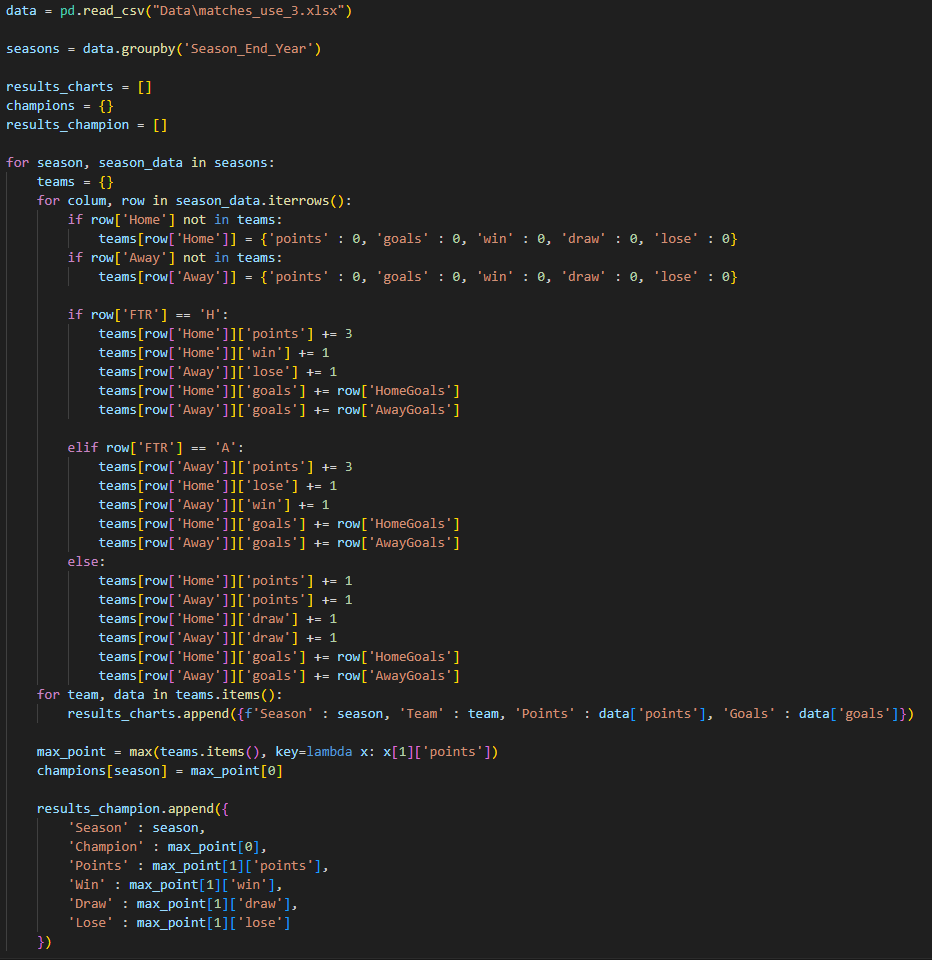 data = pd.read_csv("Data\matches_use_3.xlsx")
seasons = data.groupby('Season_End_Year')
results_charts = []
champions = {}
results_champion = []
for season, season_data in seasons:
    teams = {}
    for colum, row in season_data.iterrows():
        if row['Home'] not in teams:
            teams[row['Home']] = {'points' : 0, 'goals' : 0, 'win' : 0, 'draw' : 0, 'lose' : 0}
        if row['Away'] not in teams:
            teams[row['Away']] = {'points' : 0, 'goals' : 0, 'win' : 0, 'draw' : 0, 'lose' : 0}
        if row['FTR'] == 'H':
            teams[row['Home']]['points'] += 3
            teams[row['Home']]['win'] += 1
            teams[row['Away']]['lose'] += 1
            teams[row['Home']]['goals'] += row['HomeGoals']
            teams[row['Away']]['goals'] += row['AwayGoals']
        elif row['FTR'] == 'A':
            teams[row['Away']]['points'] += 3
            teams[row['Home']]['lose'] += 1
            teams[row['Away']]['win'] += 1
            teams[row['Home']]['goals'] += row['HomeGoals']
            teams[row['Away']]['goals'] += row['AwayGoals']
        else:
            teams[row['Home']]['points'] += 1
            teams[row['Away']]['points'] += 1
            teams[row['Home']]['draw'] += 1
            teams[row['Away']]['draw'] += 1
            teams[row['Home']]['goals'] += row['HomeGoals']
            teams[row['Away']]['goals'] += row['AwayGoals']
    for team, data in teams.items():
        results_charts.append({f'Season' : season, 'Team' : team, 'Points' : data['points'], 'Goals' : data['goals']})
    max_point = max(teams.items(), key=lambda x: x[1]['points'])
    champions[season] = max_point[0]
    results_champion.append({
        'Season' : season,
        'Champion' : max_point[0],
        'Points' : max_point[1]['points'],
        'Win' : max_point[1]['win'],
        'Draw' : max_point[1]['draw'],
        'Lose' : max_point[1]['lose']
    })